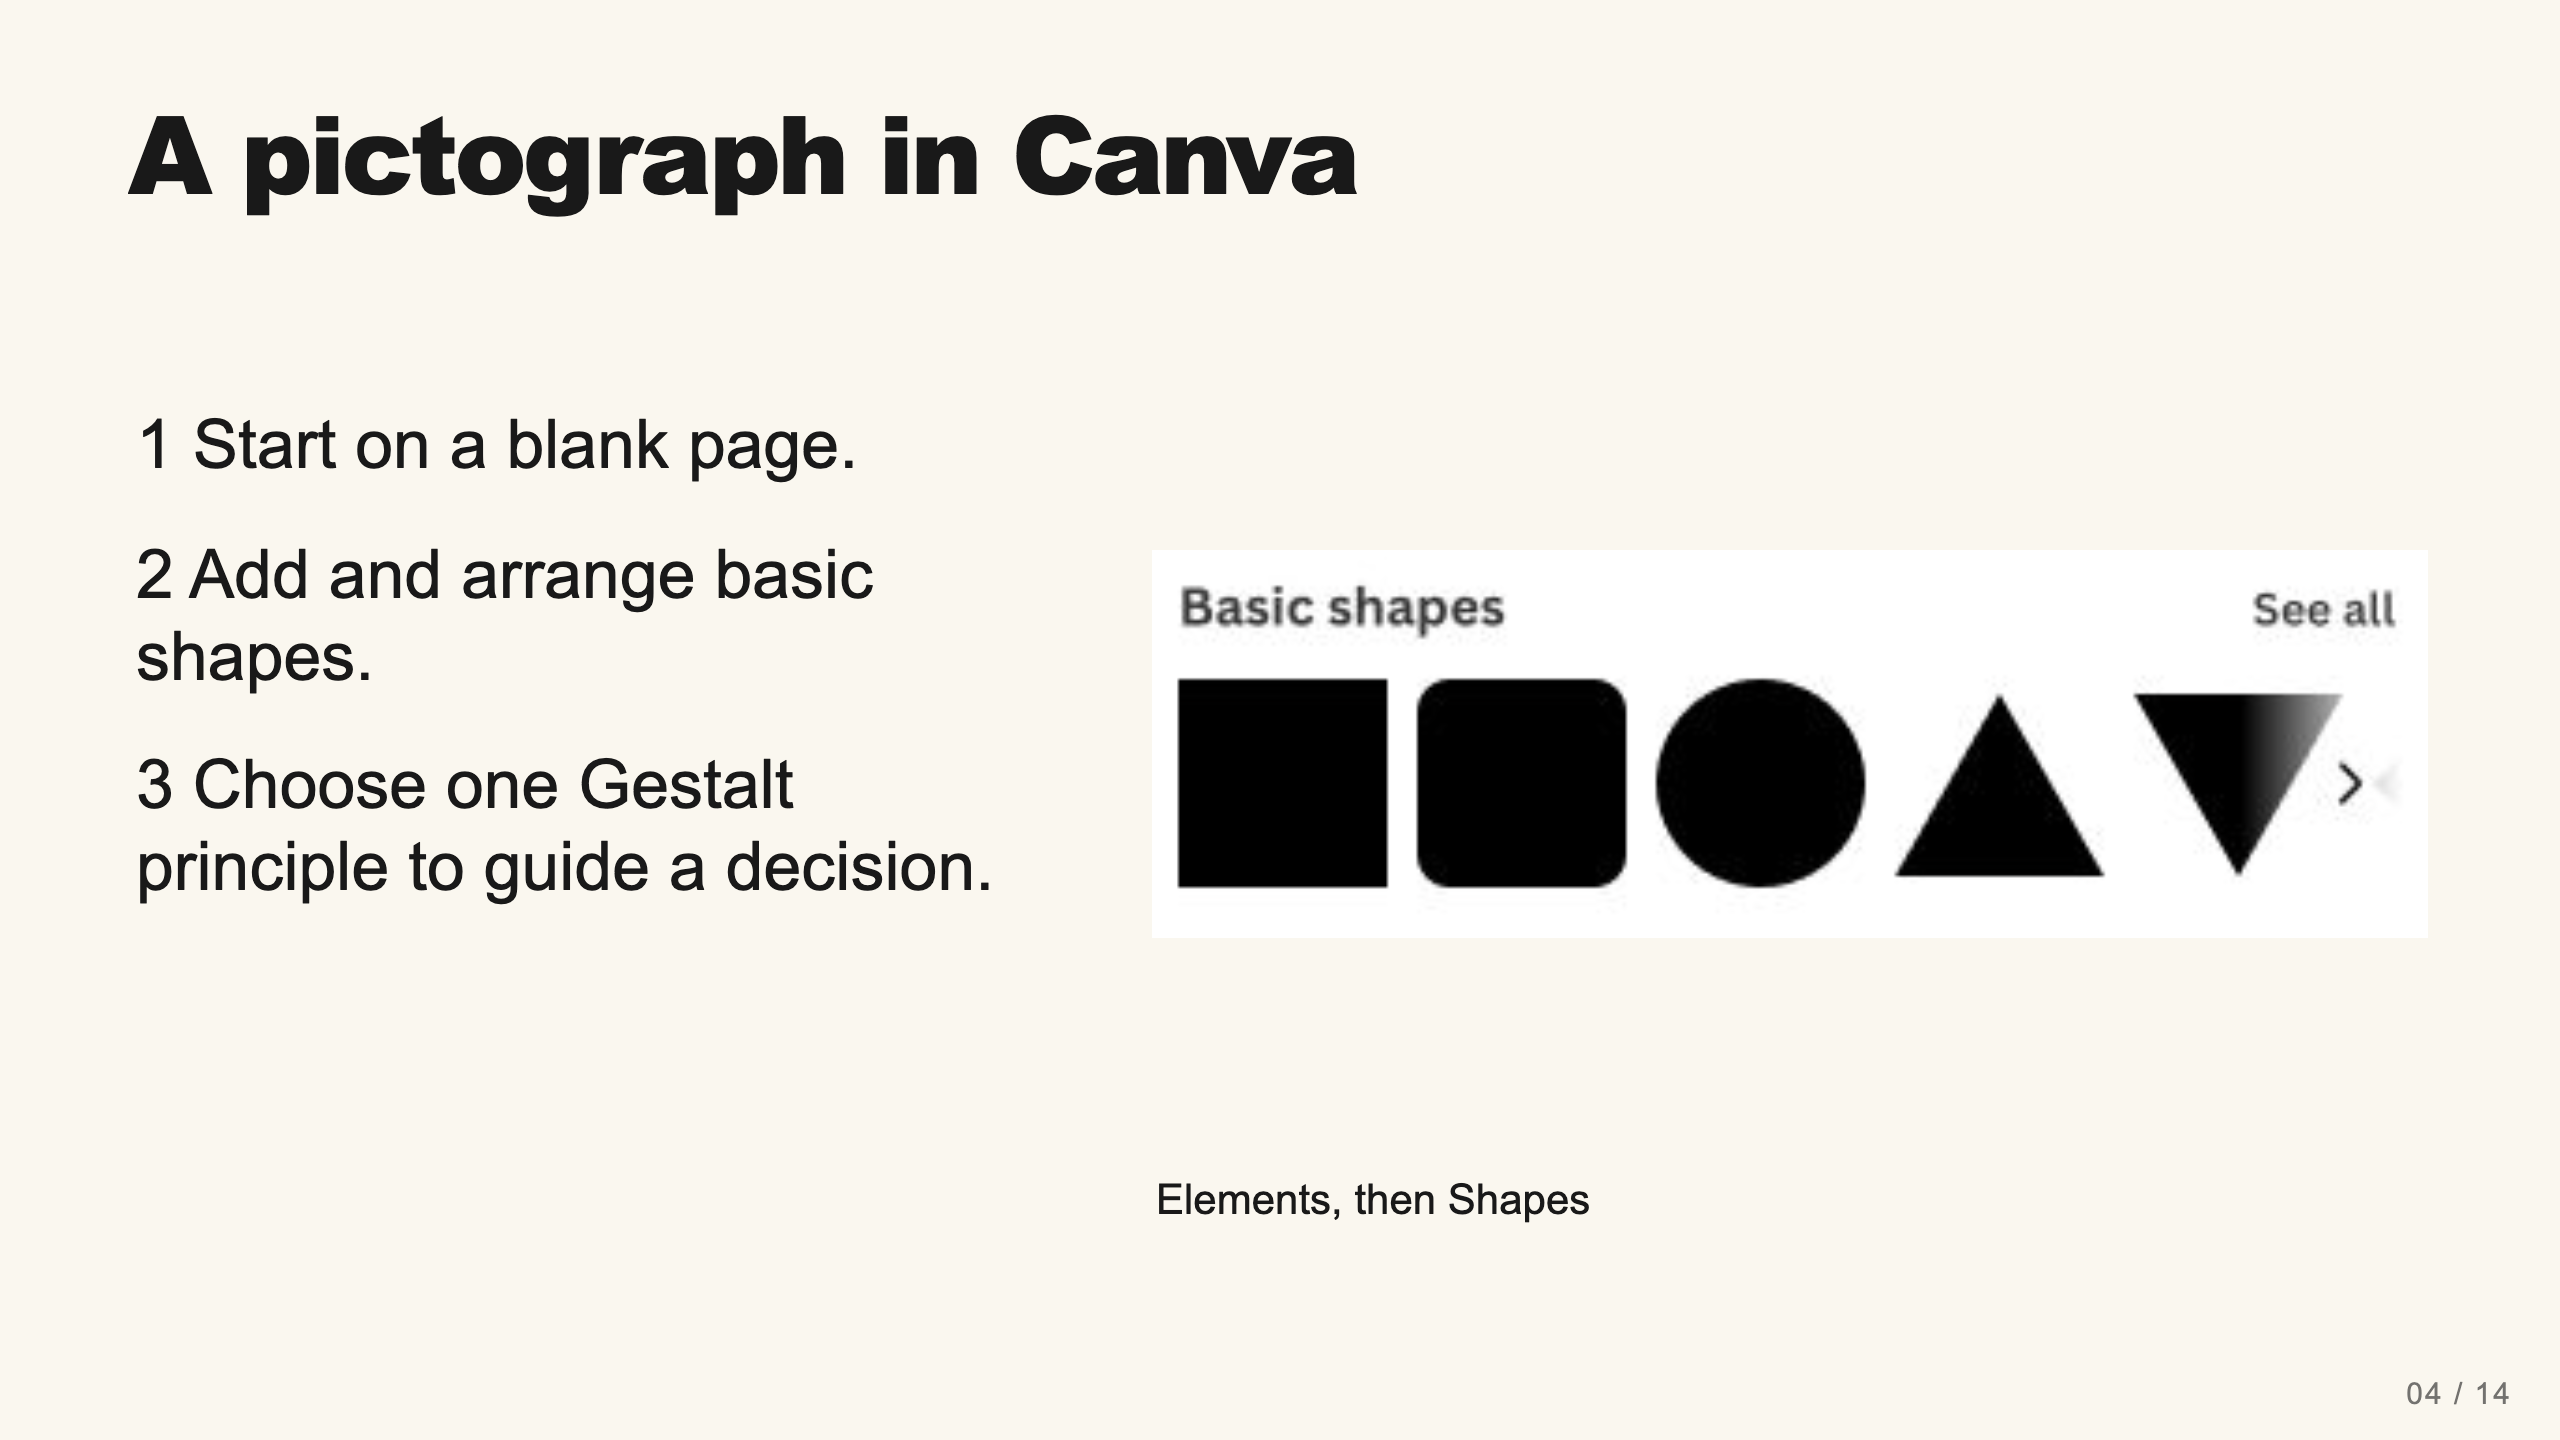 A pictograph in Canva
1 Start on a blank page.
2 Add and arrange basic
shapes.
3 Choose one Gestalt
principle to guide a decision.
Basic shapes
See all
Elements, then Shapes
04 / 14